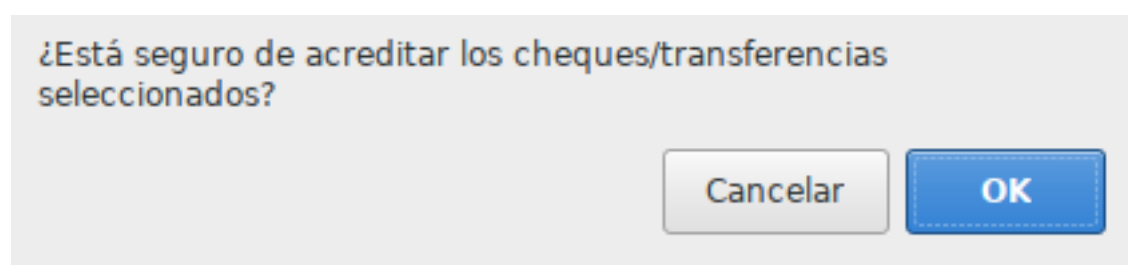 ¿Está seguro de acreditar los cheques/transferencias
seleccionados?
Cancelar OK